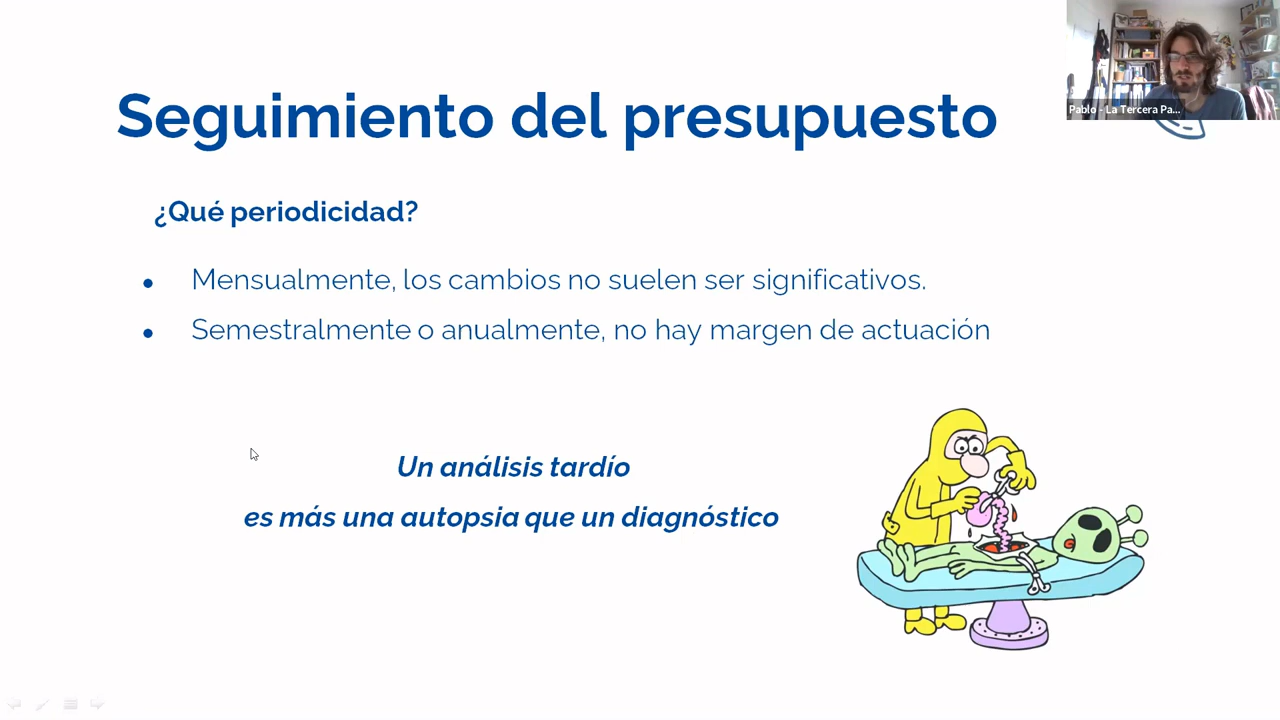 Seguimiento del presupuesto
Pablo - La Tercera Pa...
¿Qué periodicidad?
• Mensualmente, los cambios no suelen ser significativos.
• Semestralmente o anualmente, no hay margen de actuación
Un análisis tardío
es más una autopsia que un diagnóstico